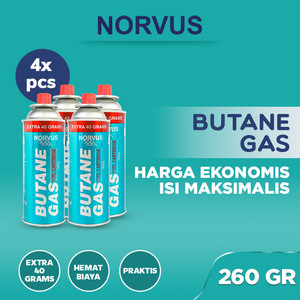 NORVUS
4x
pcs
EXTRA 40 GRAMS
NORVUS
BUTANE
GAS
BUTANE
GAS
HARGA EKONOMIS
ISI MAKSIMALIS
EXTRA
40
GRAMS
HEMAT
BIAYA
PRAKTIS
260 GR